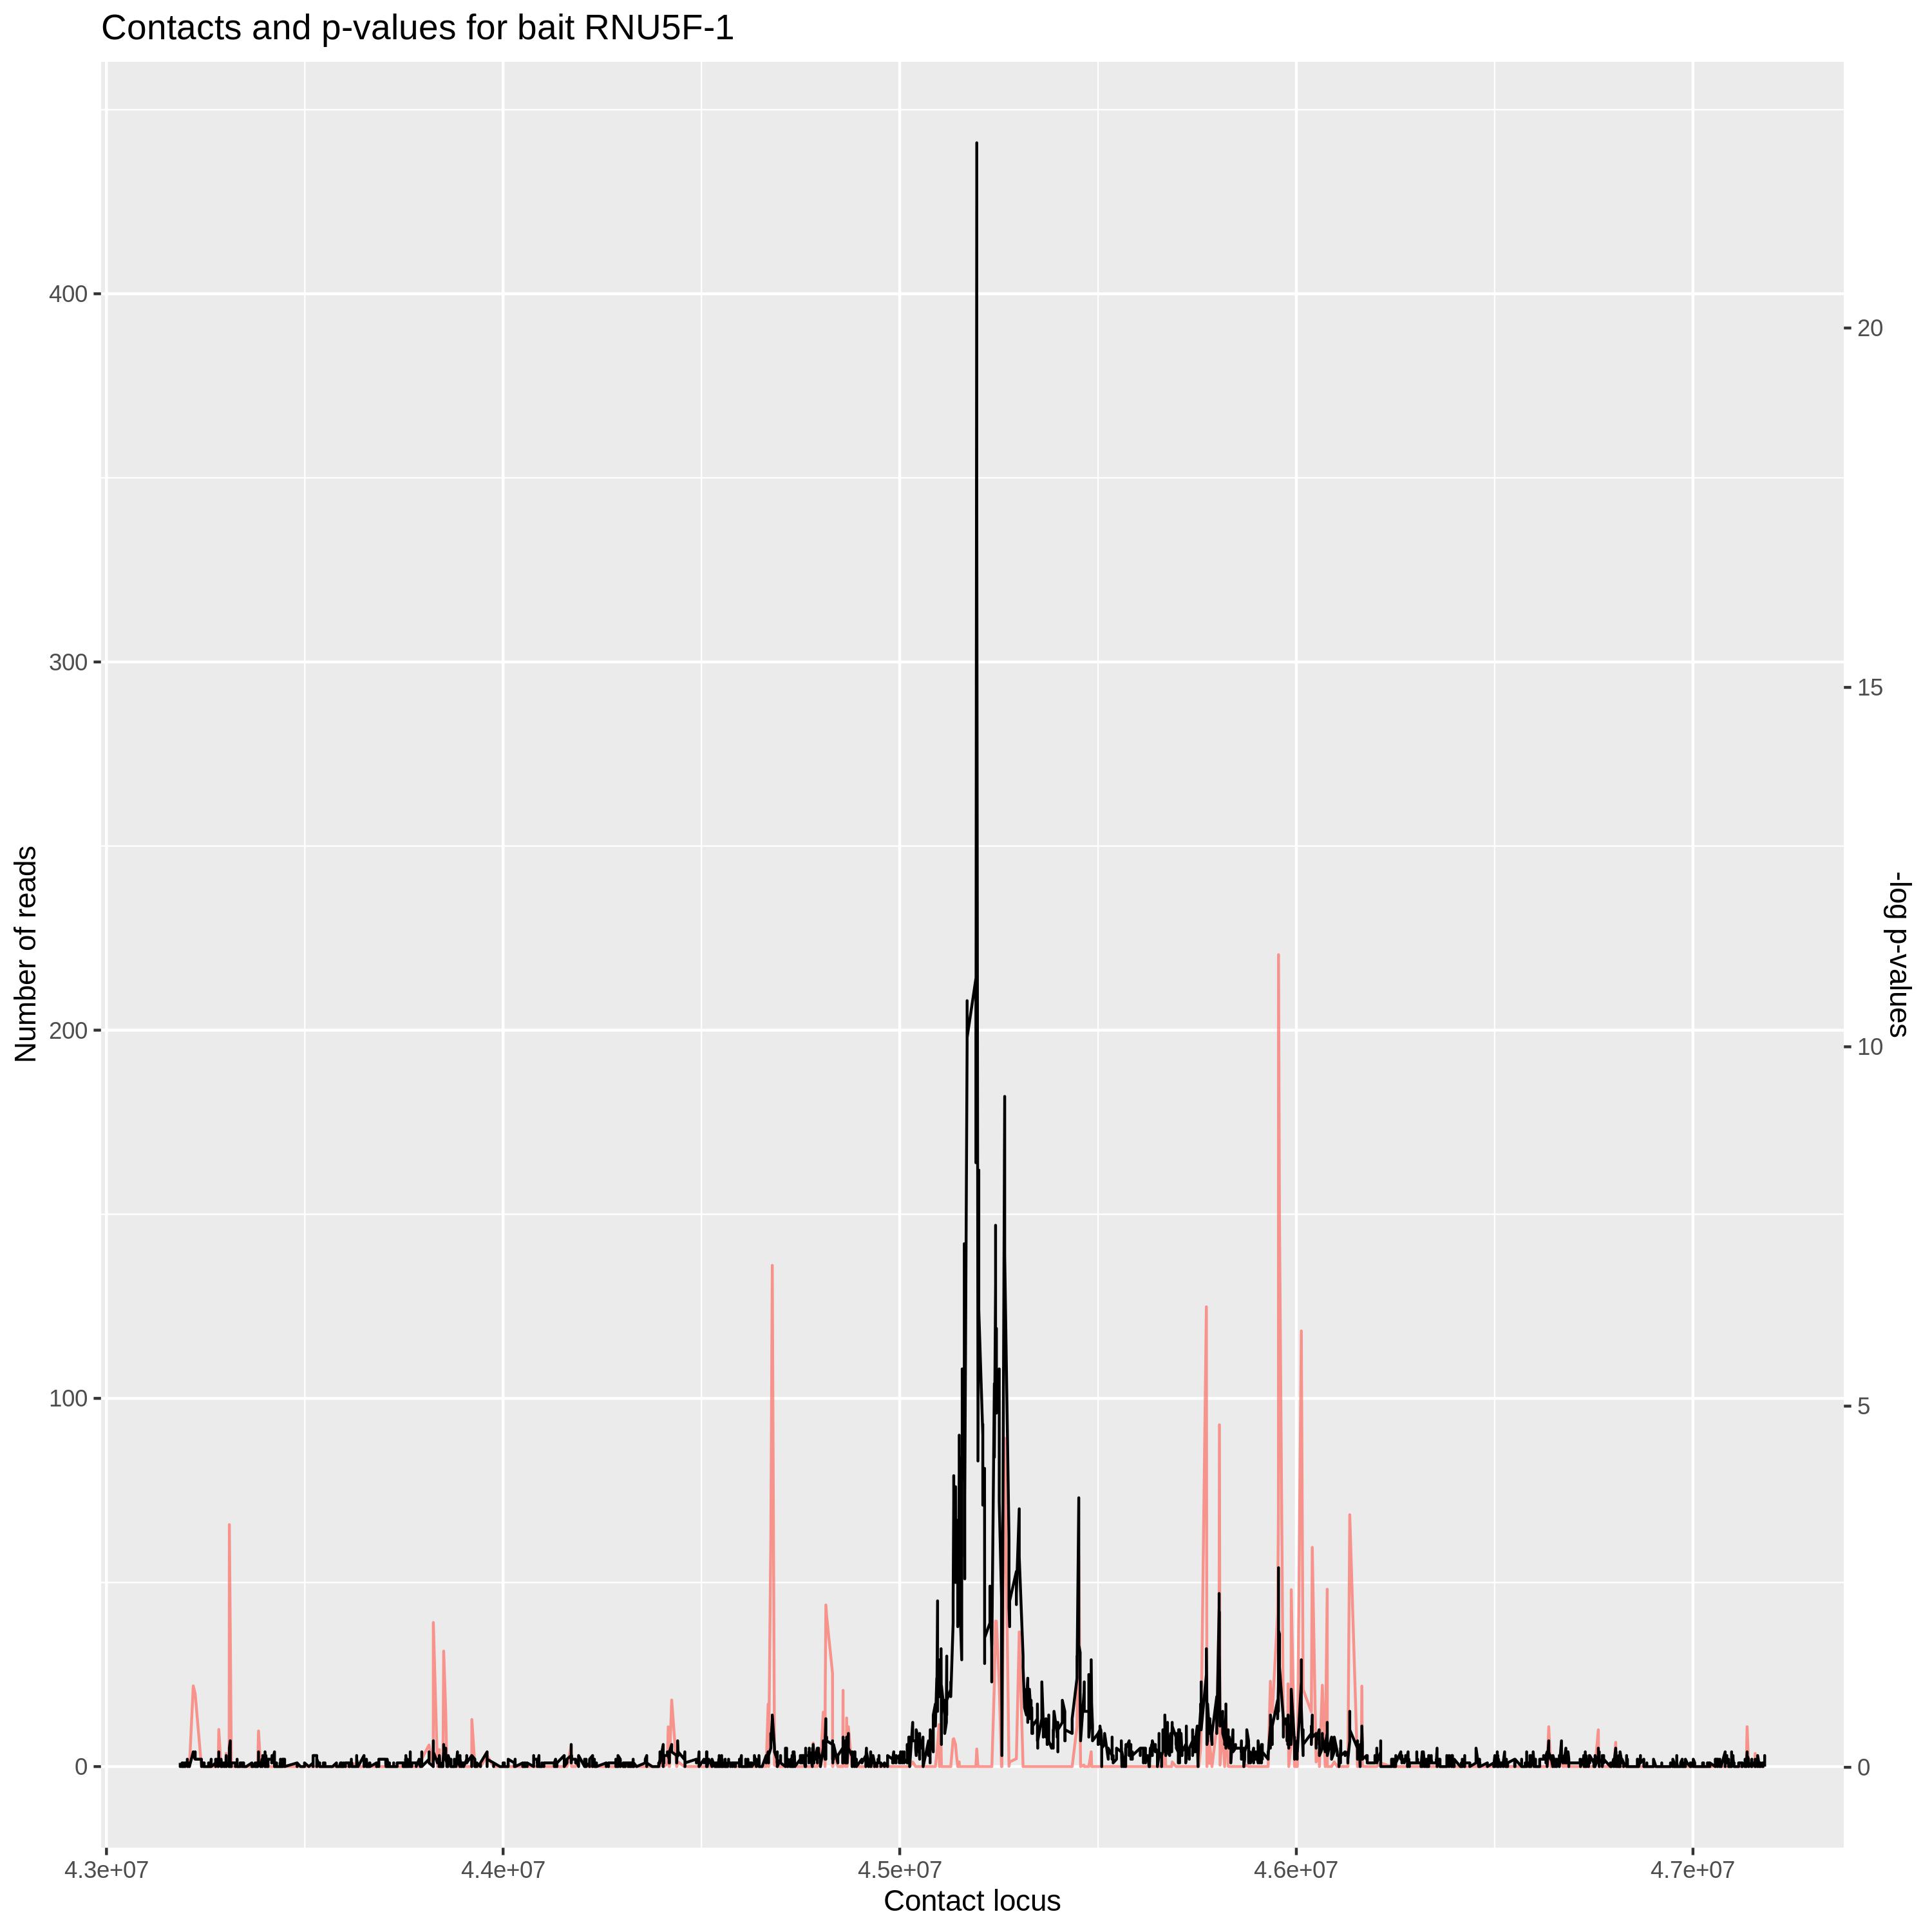 Contacts and p-values for bait RNU5F-1
400
300
200
100
0
Number of reads
20
15
10
5
0
-log p-values
4.3e+07
4.4e+07
4.5e+07
4.6e+07
4.7e+07
Contact locus